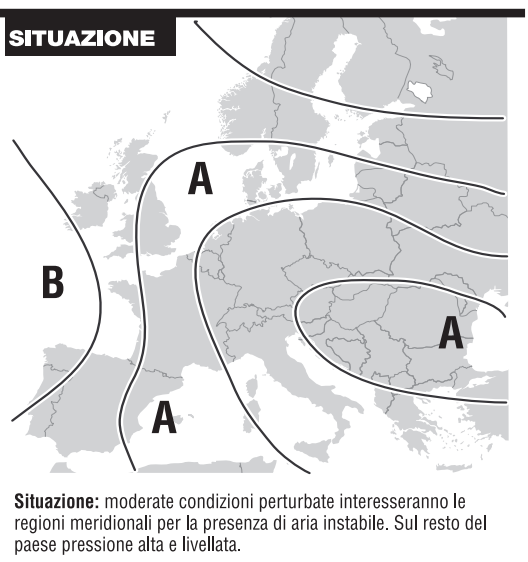 SITUAZIONE
A
B
A
A
Situazione: moderate condizioni perturbate interesseranno le
regioni meridionali per la presenza di aria instabile. Sul resto del
paese pressione alta e livellata.